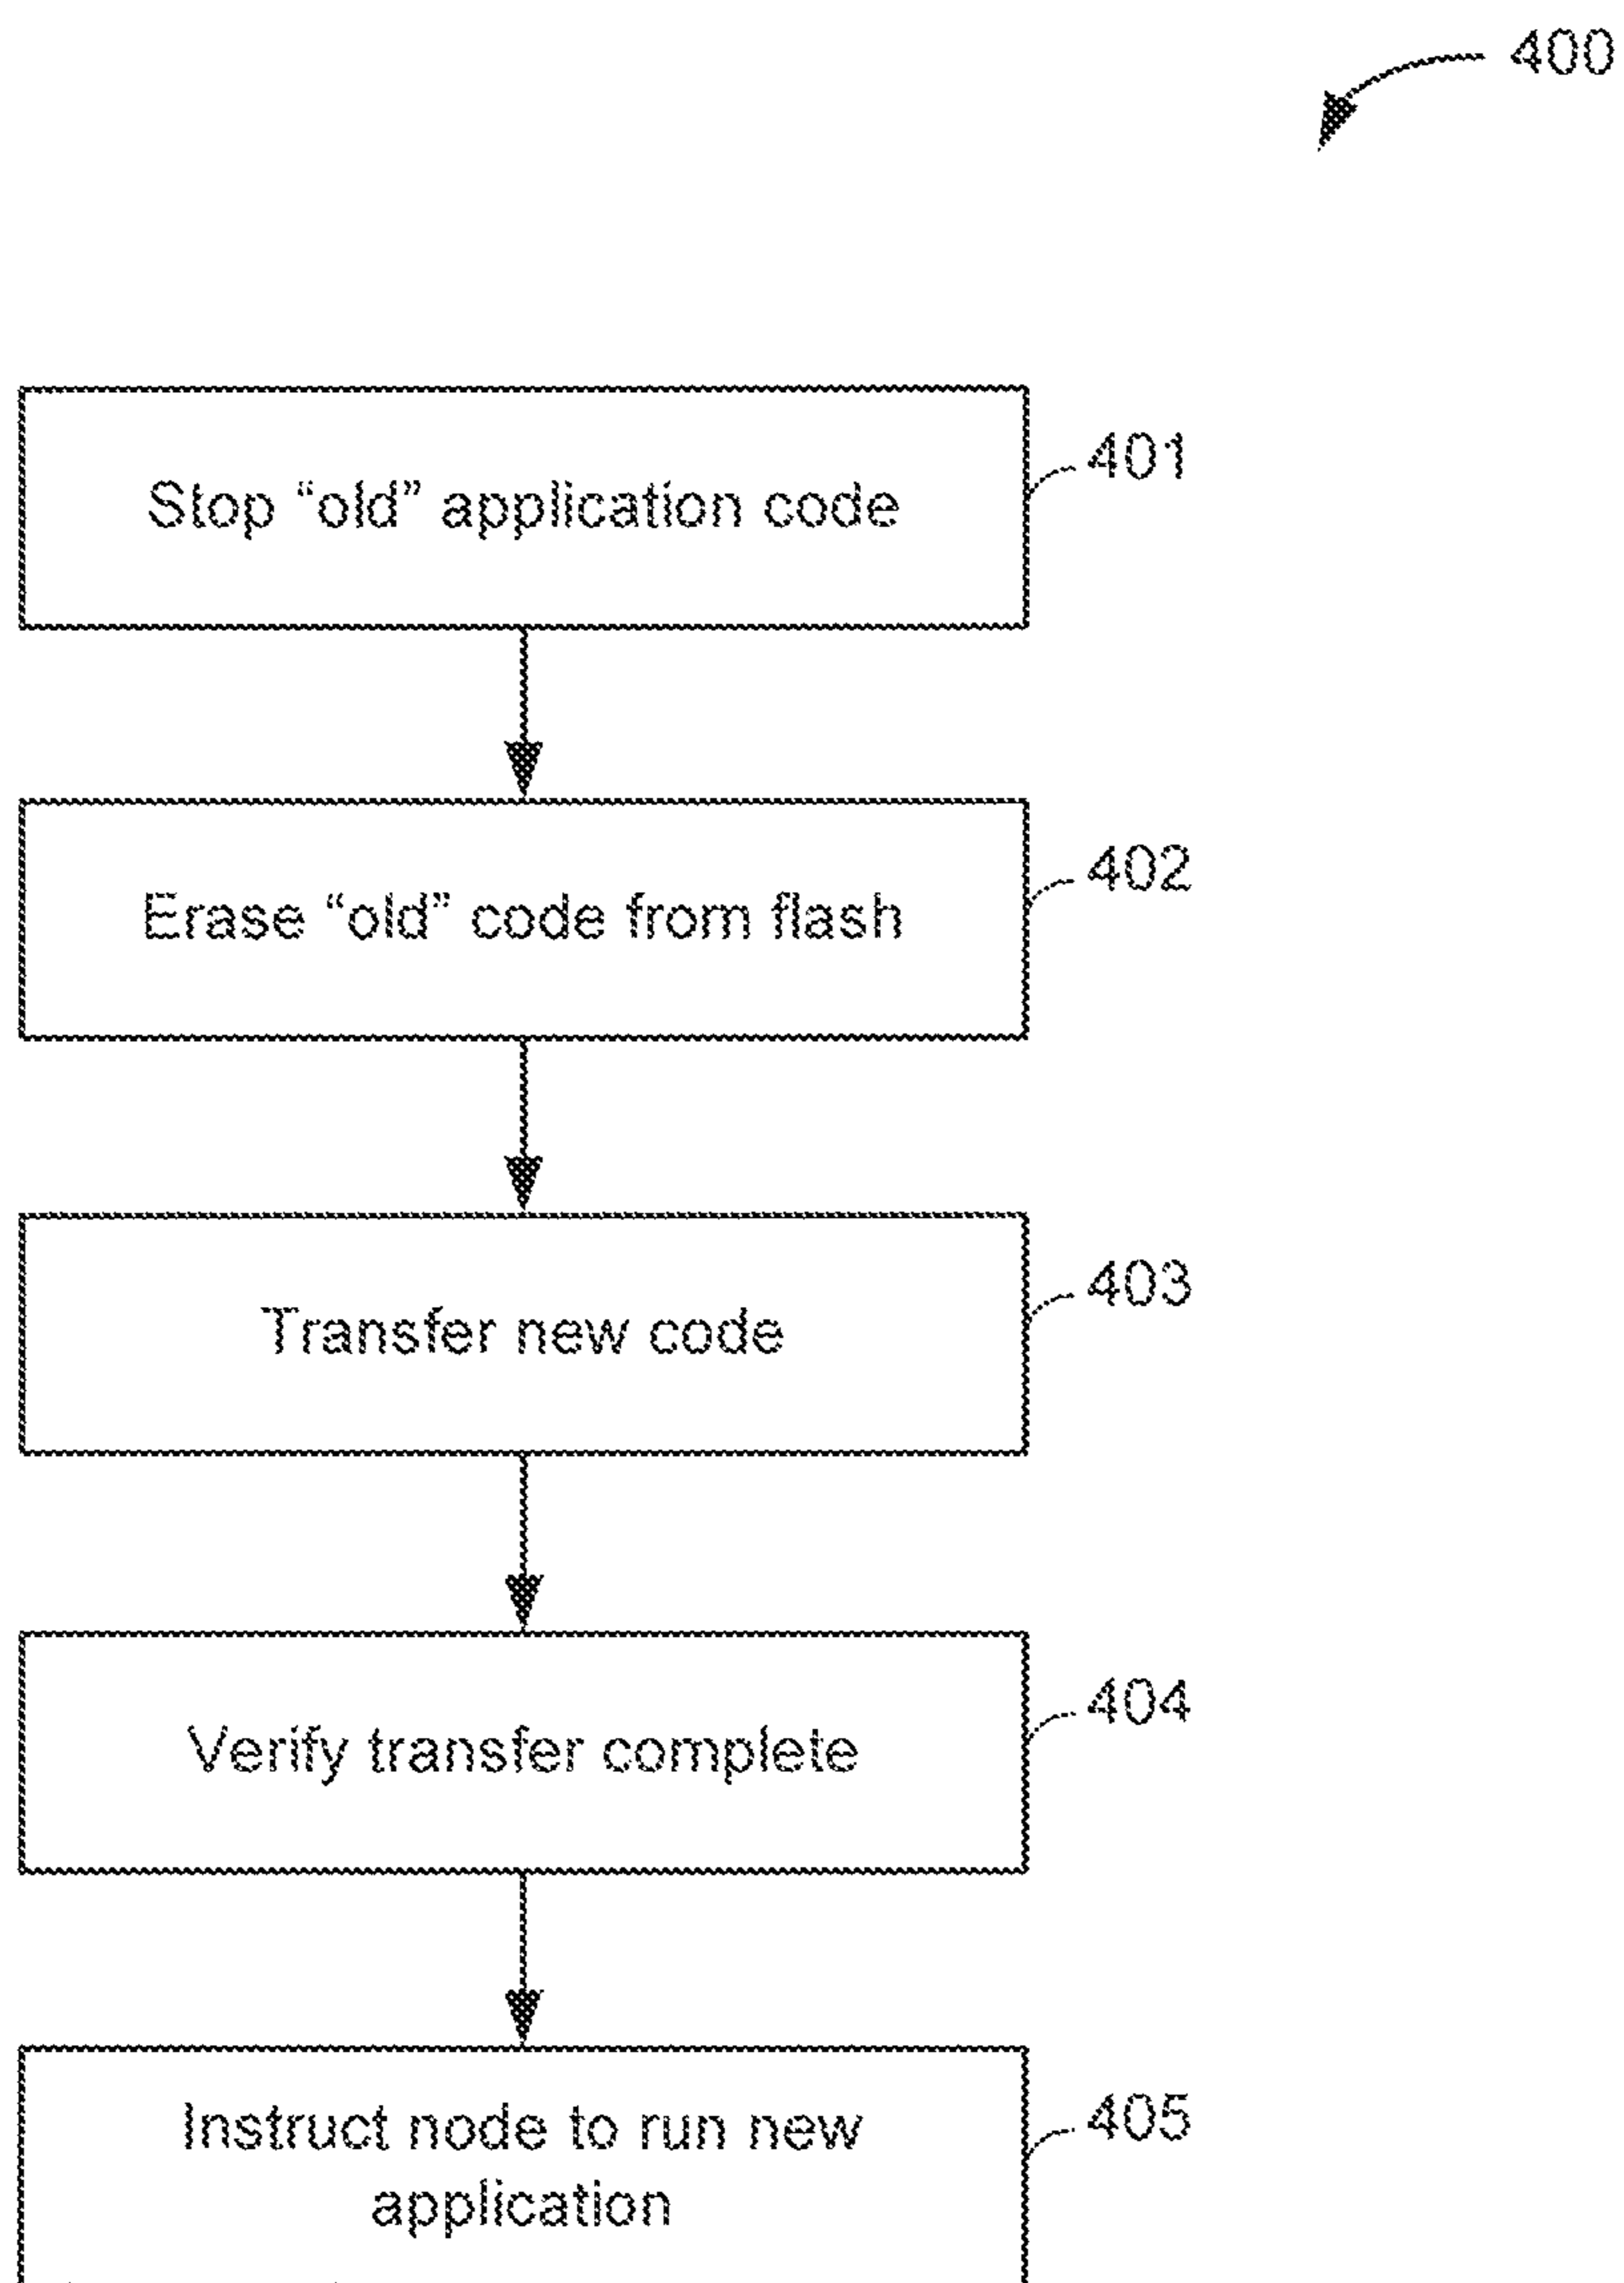 400
Stop “old” application code
401
Erase “old” code from flash
402
Transfer new code
403
Verify transfer complete
404
Instruct node to run new
application
405